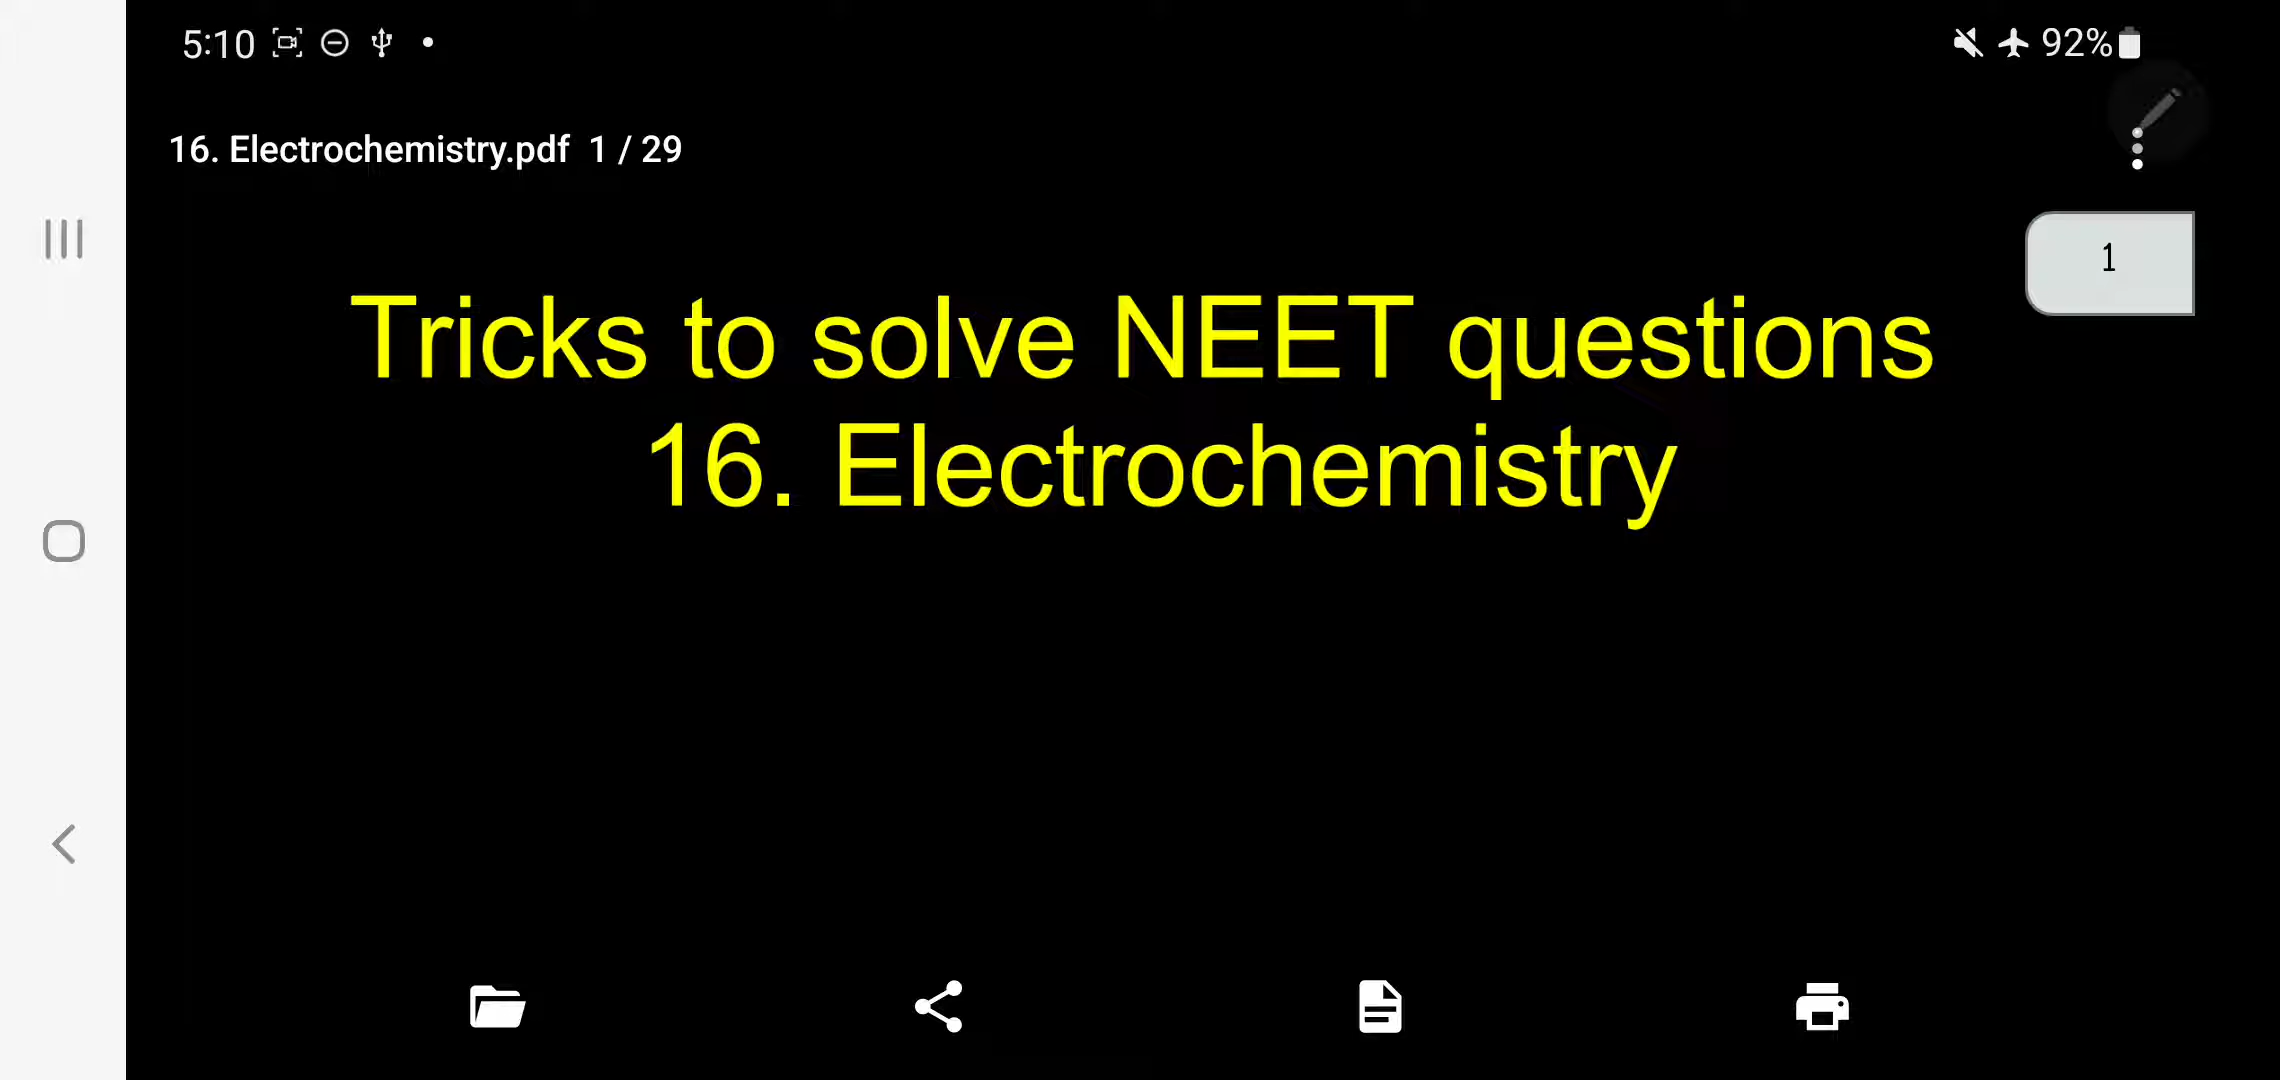 5:10
92%
16. Electrochemistry.pdf 1 / 29
1
Tricks to solve NEET questions
16. Electrochemistry